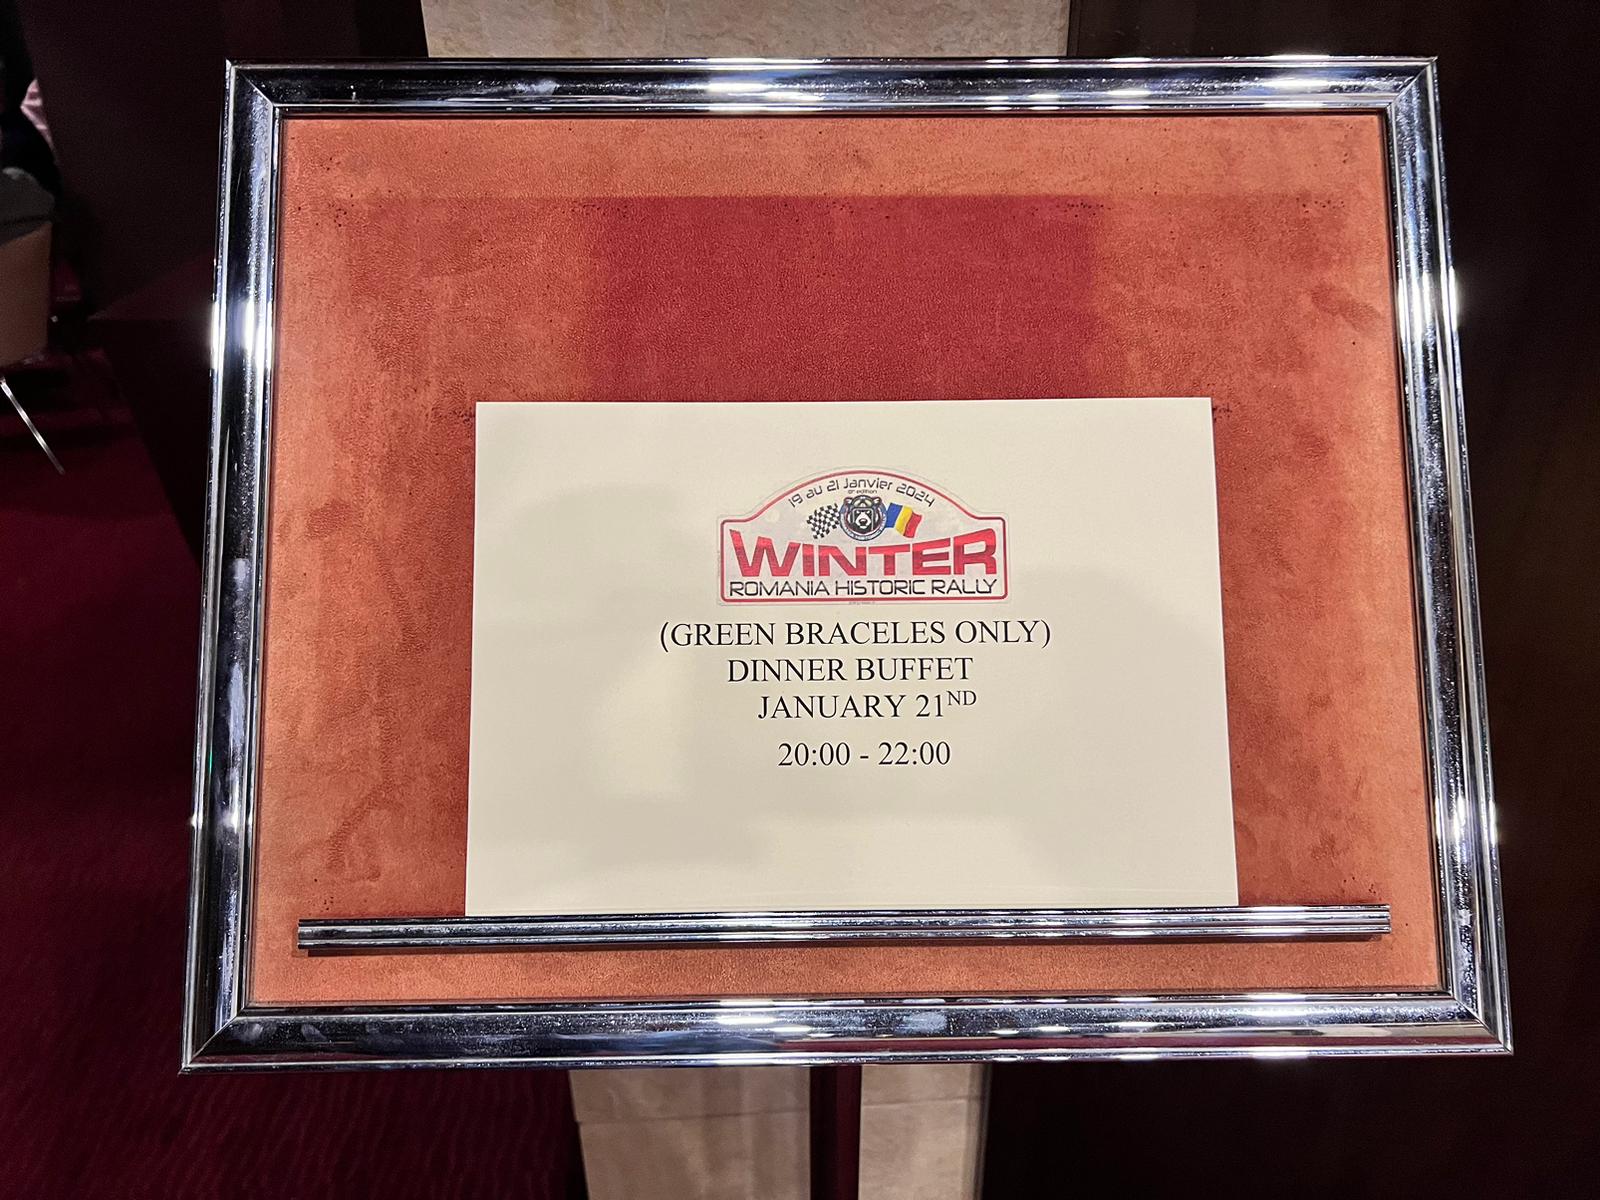 19 au 21 Janvier 2024
WINTER
ROMANIA HISTORIC RALLY
(GREEN BRACELES ONLY)
DINNER BUFFET
JANUARY 21ND
20:00 - 22:00